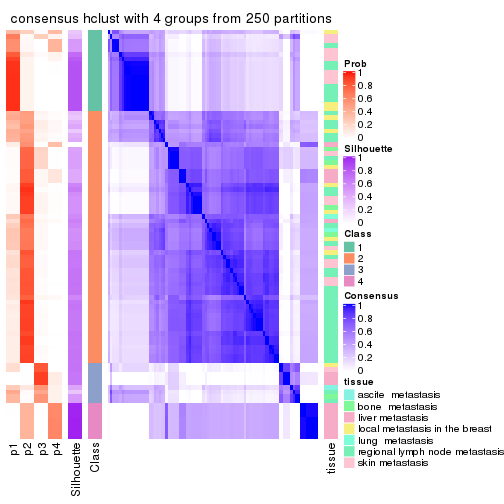 consensus hclust with 4 groups from 250 partitions
Prob
1
0.8
0.6
0.4
0.2
0
Silhouette
1
0.8
0.6
0.4
0.2
0
Class
1
2
3
4
Consensus
1
0.8
0.6
0.4
0.2
0
tissue
ascite metastasis
bone metastasis
liver metastasis
local metastasis in the breast
lung metastasis
regional lymph node metastasis
skin metastasis
p1
p2
p3
p4
Silhouette
Class
tissue